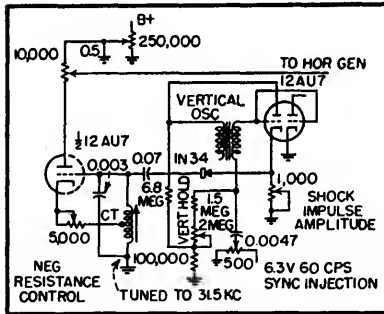 B+
10,000
0.5
250,000
TO HOR GEN
12AU7
VERTICAL
OSC
½12AU7
0.003
0.07
IN34
6.8
MEG
CT
VERT HOLD
1.5
MEG
2MEG
1,000
SHOCK
IMPULSE
AMPLITUDE
0.0047
5,000
100,000
500
6.3V 60 CPS
SYNC INJECTION
NEG
RESISTANCE
CONTROL
TUNED TO 31.5KC